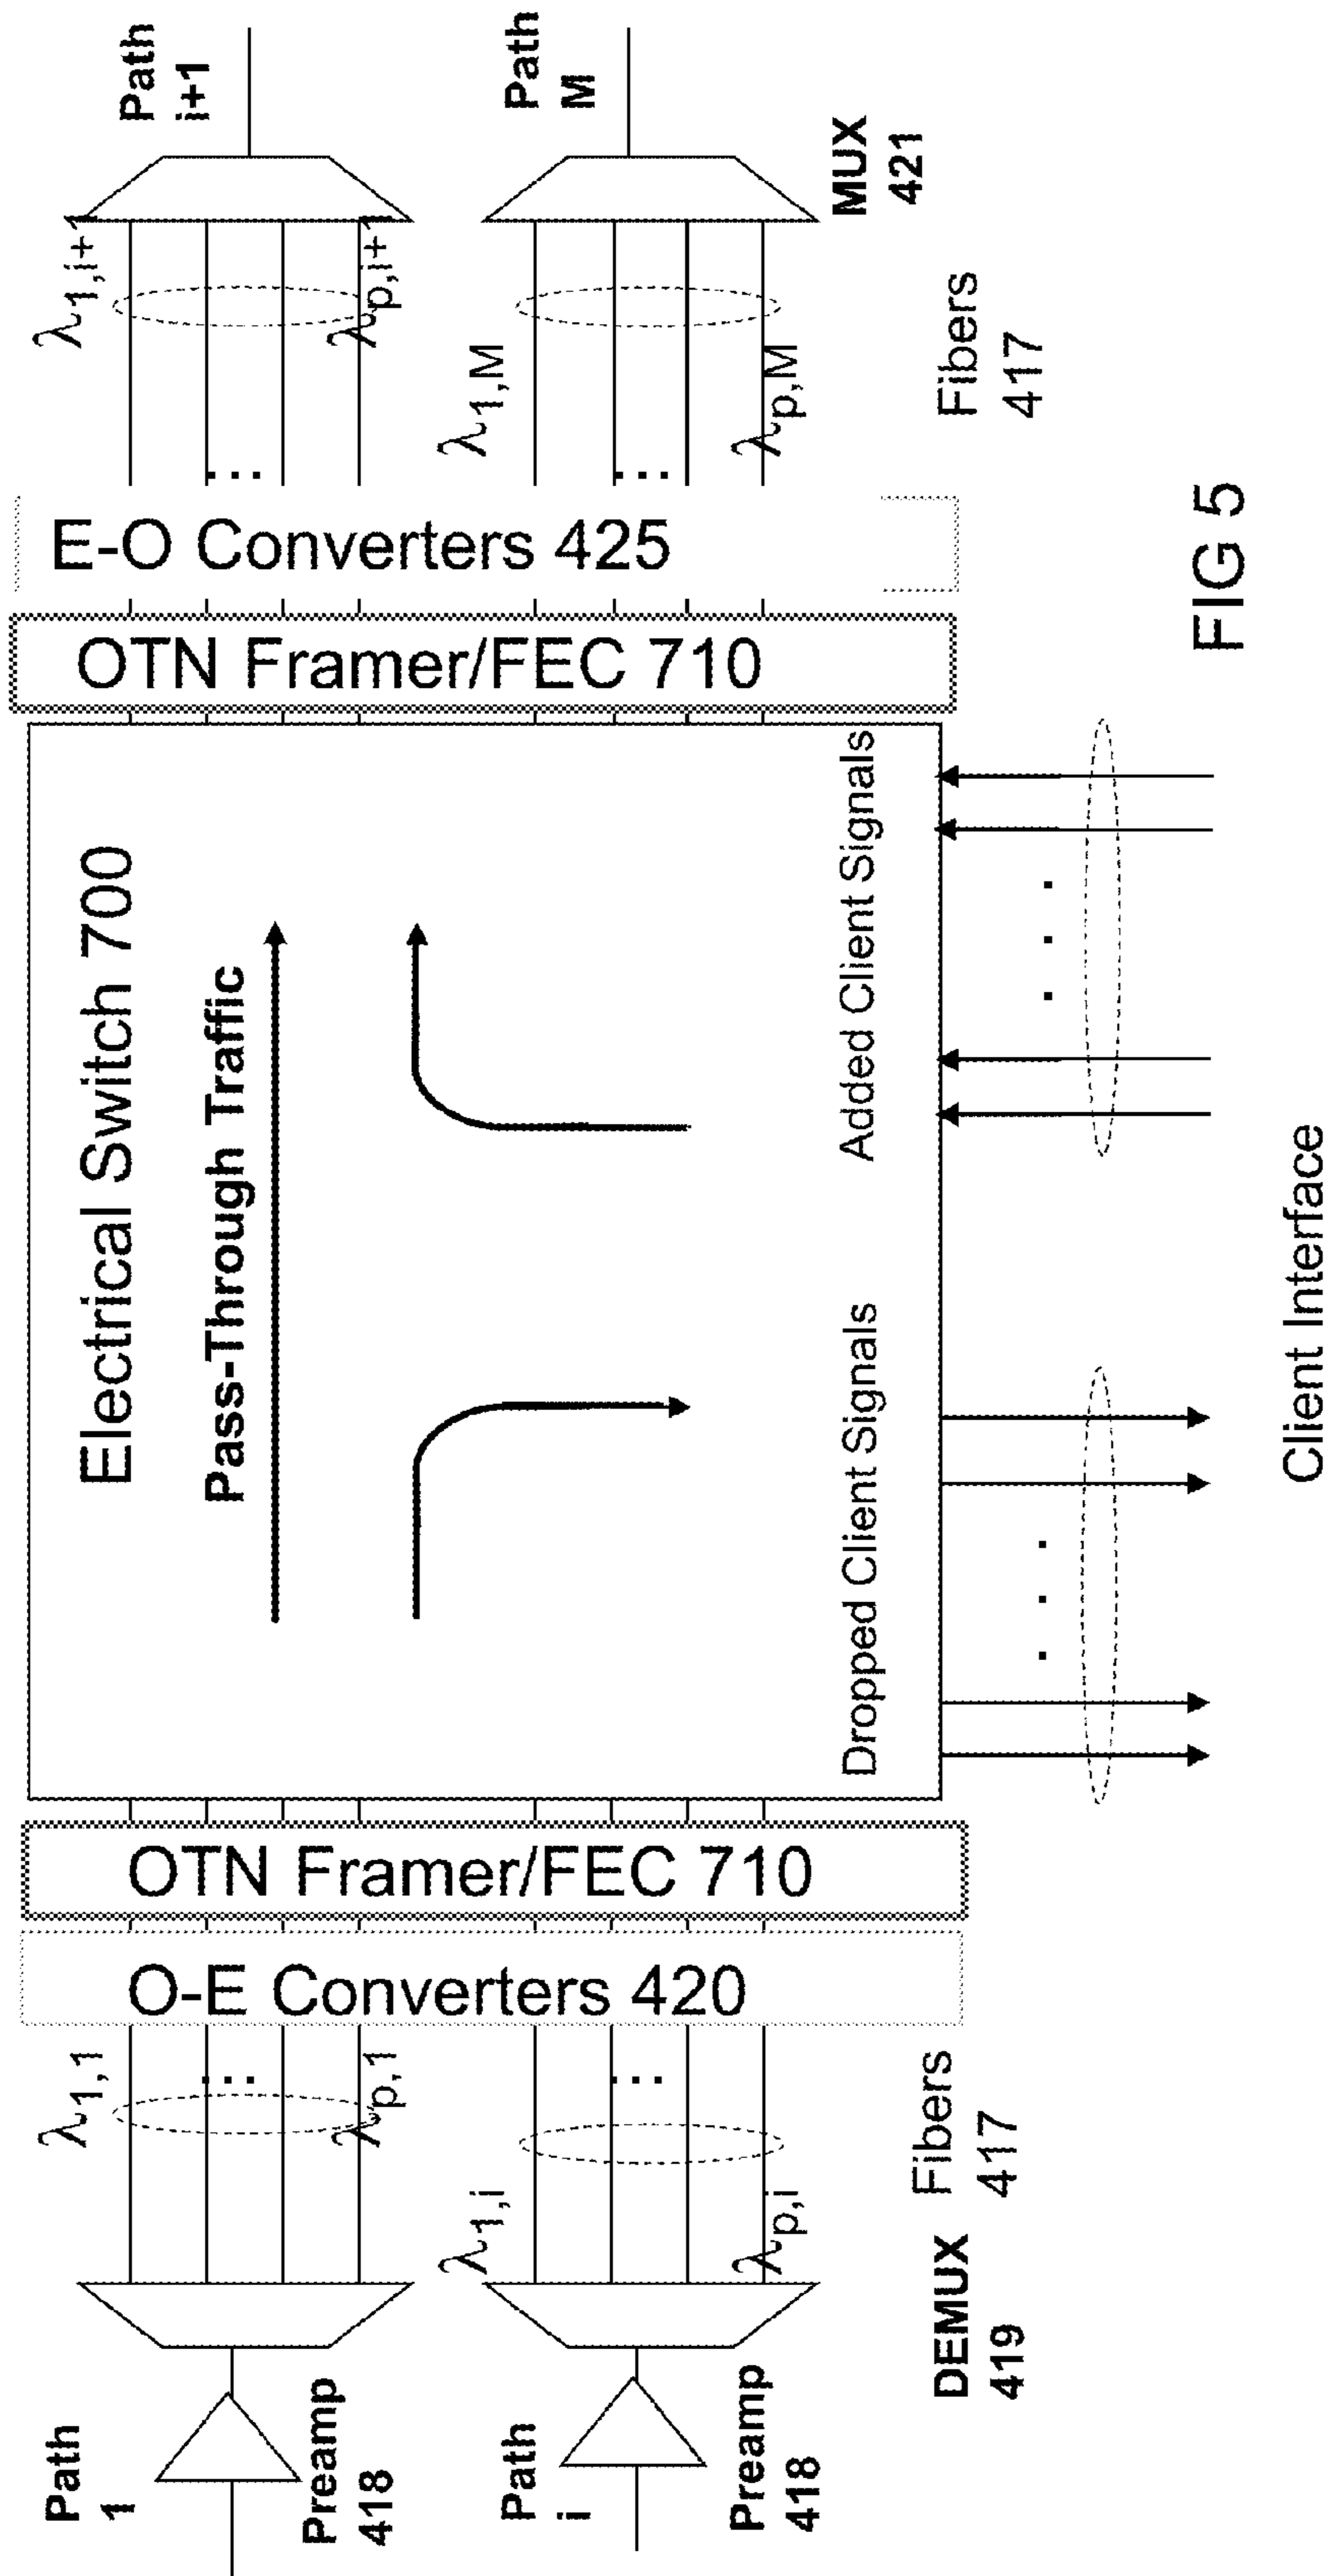 Path
1
Preamp
418
Path
i
Preamp
418
DEMUX
419
λ1,1
λp,1
λ1,i
λp,i
...
...
Fibers
417
O-E Converters 420
OTN Framer/FEC 710
Electrical Switch 700
Pass-Through Traffic
Dropped Client Signals
Added Client Signals
. . .
. . .
Client Interface
OTN Framer/FEC 710
E-O Converters 425
λ1,i+1
λp,i+1
λ1,M
λp,M
...
...
Fibers
417
Path
i+1
Path
M
MUX
421
FIG 5